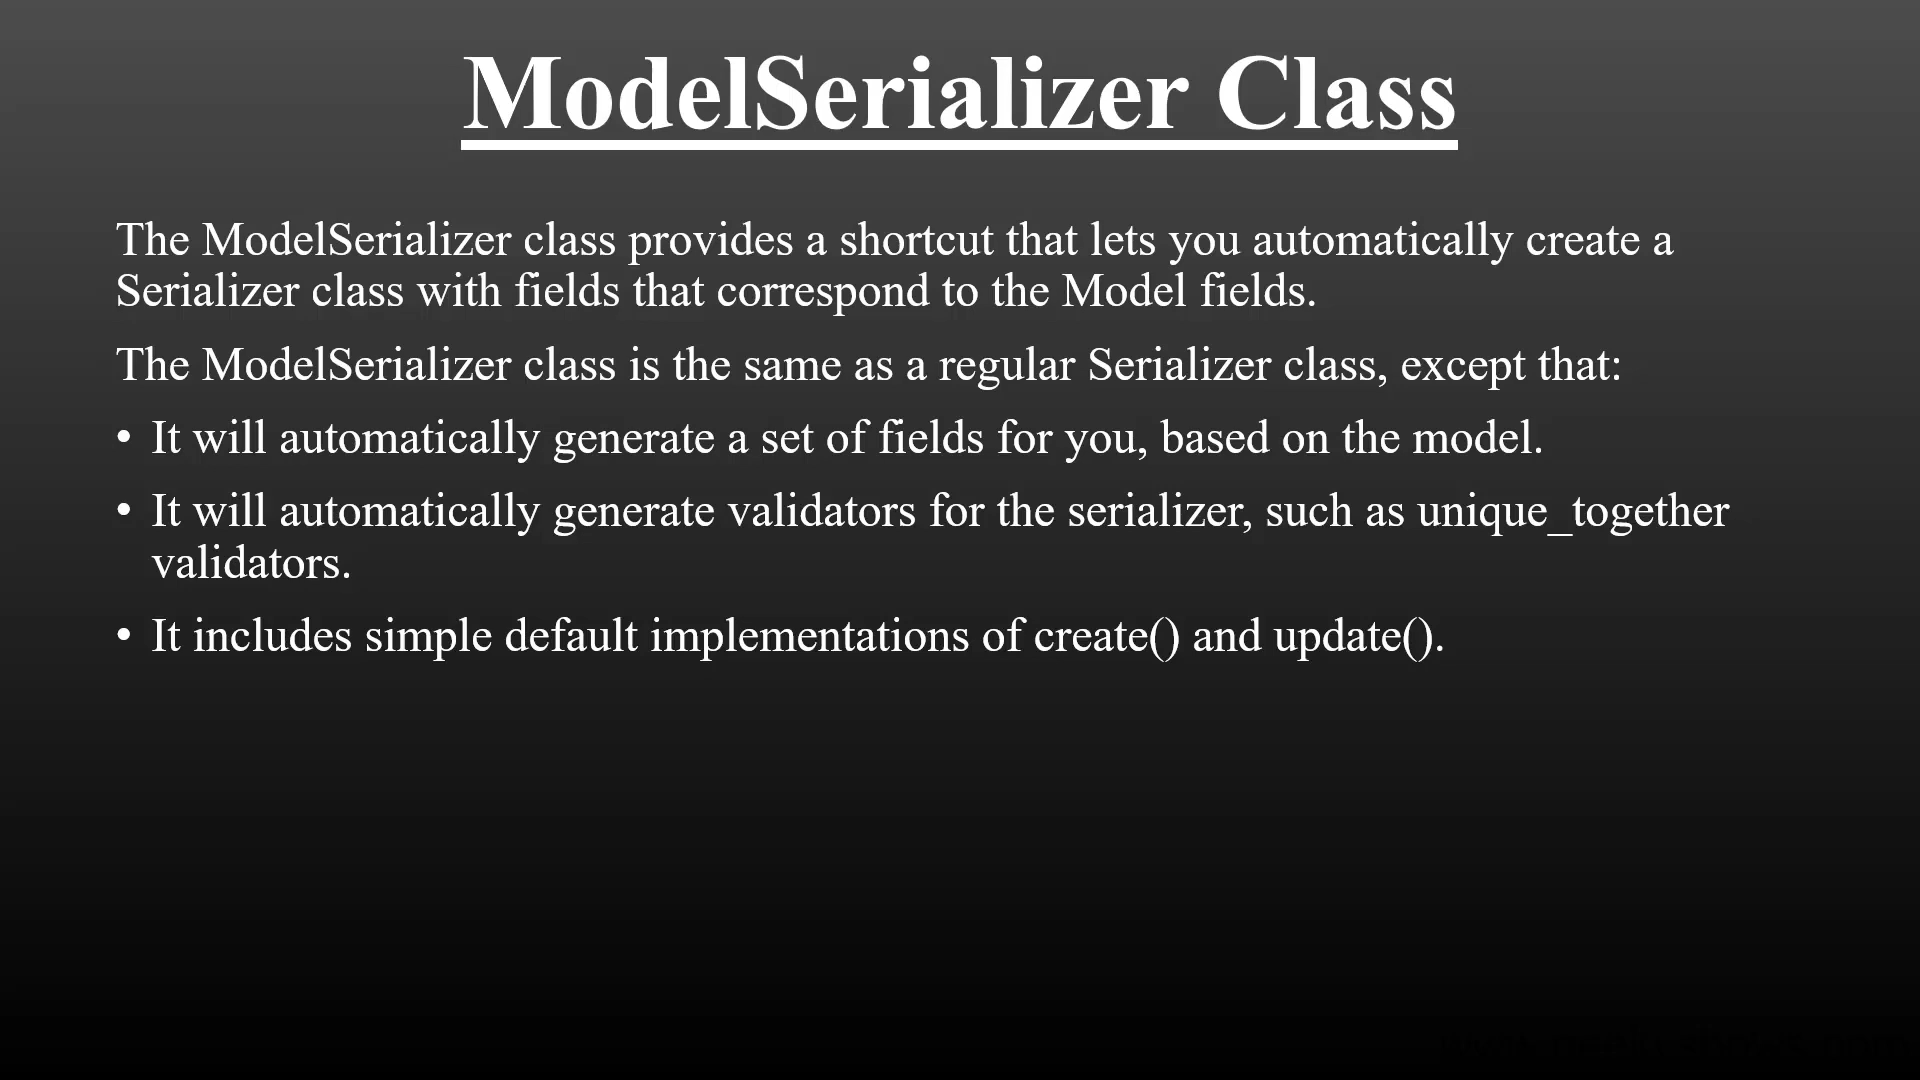 ModelSerializer Class
The ModelSerializer class provides a shortcut that lets you automatically create a
Serializer class with fields that correspond to the Model fields.
The ModelSerializer class is the same as a regular Serializer class, except that:
• It will automatically generate a set of fields for you, based on the model.
• It will automatically generate validators for the serializer, such as unique_together
validators.
• It includes simple default implementations of create() and update().